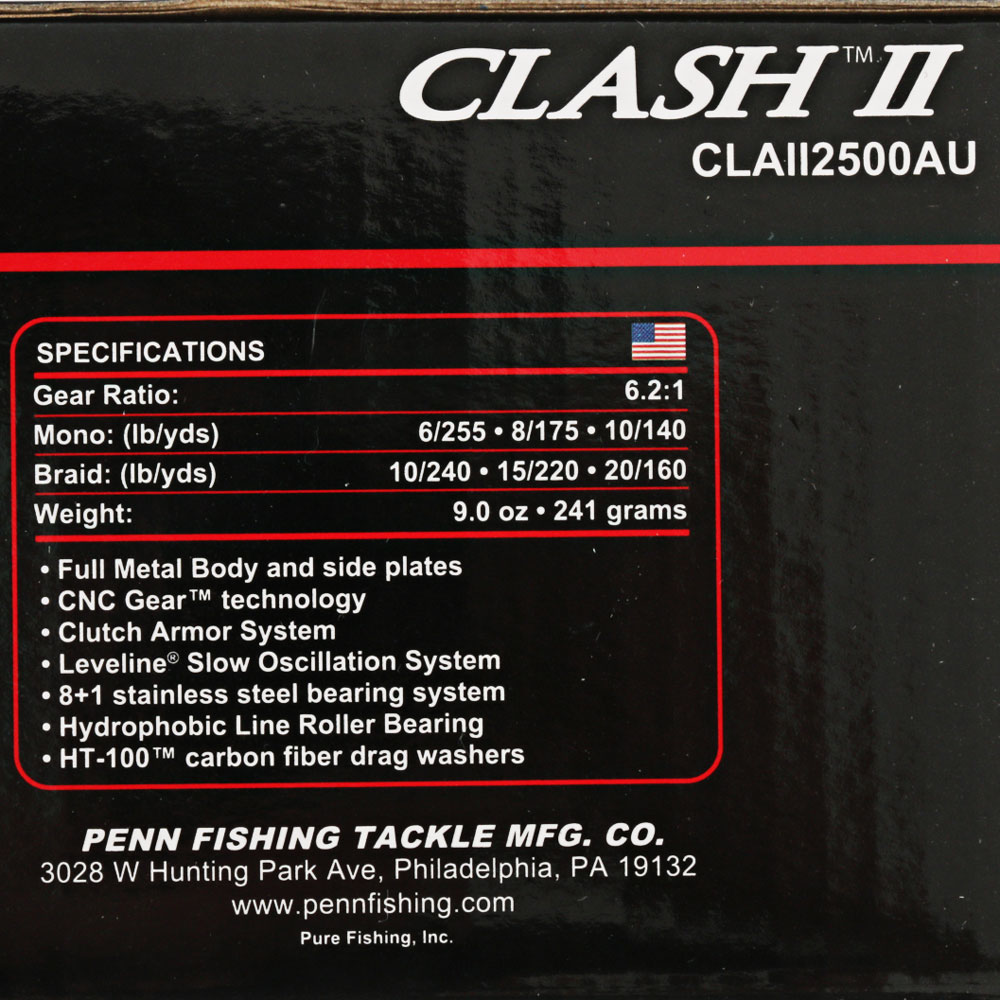 CLASH™ II
CLAII2500AU
SPECIFICATIONS
Gear Ratio: 6.2:1
Mono: (lb/yds) 6/255 • 8/175 • 10/140
Braid: (lb/yds) 10/240 • 15/220 • 20/160
Weight: 9.0 oz • 241 grams
• Full Metal Body and side plates
• CNC Gear™ technology
• Clutch Armor System
• Leveline® Slow Oscillation System
• 8+1 stainless steel bearing system
• Hydrophobic Line Roller Bearing
• HT-100™ carbon fiber drag washers
PENN FISHING TACKLE MFG. CO.
3028 W Hunting Park Ave, Philadelphia, PA 19132
www.pennfishing.com
Pure Fishing, Inc.